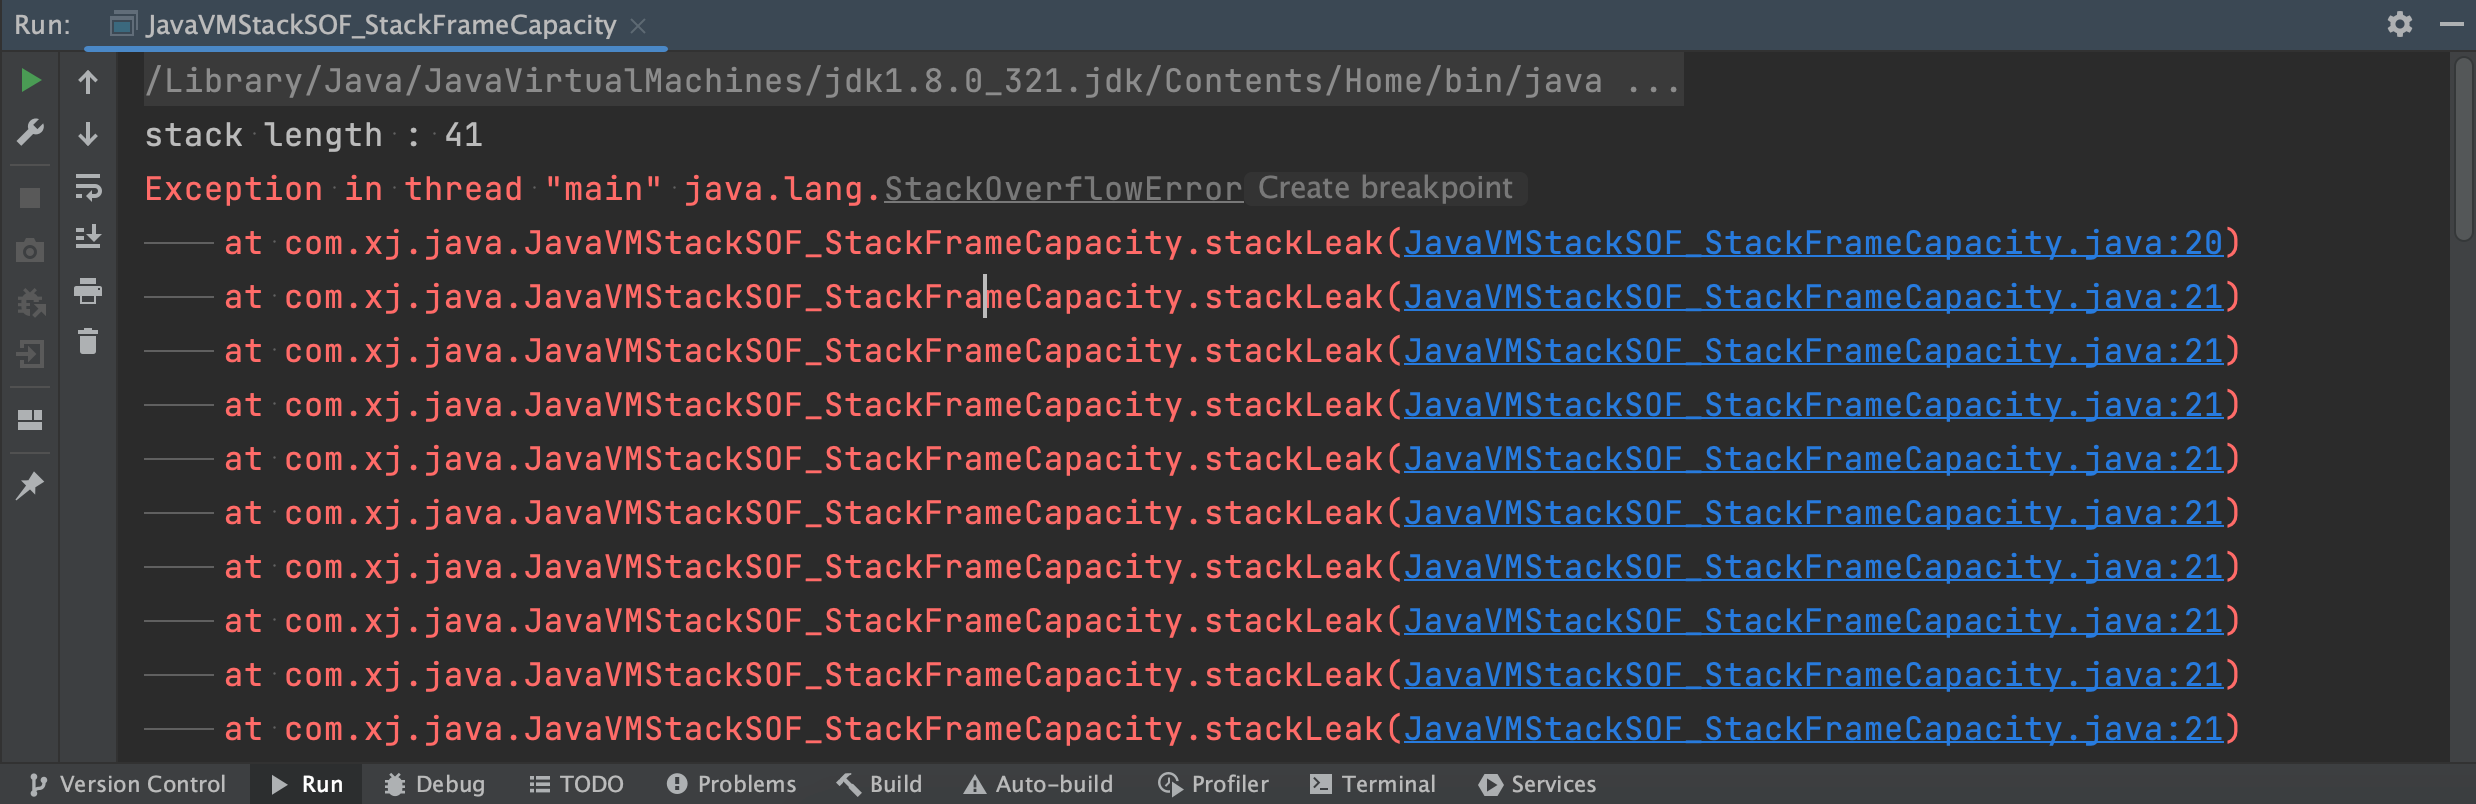 Run: JavaVMStackSOF_StackFrameCapacity
/Library/Java/JavaVirtualMachines/jdk1.8.0_321.jdk/Contents/Home/bin/java ...
stack length : 41
Exception in thread "main" java.lang.StackOverflowError Create breakpoint
at com.xj.java.JavaVMStackSOF_StackFrameCapacity.stackLeak(JavaVMStackSOF_StackFrameCapacity.java:20)
at com.xj.java.JavaVMStackSOF_StackFrameCapacity.stackLeak(JavaVMStackSOF_StackFrameCapacity.java:21)
at com.xj.java.JavaVMStackSOF_StackFrameCapacity.stackLeak(JavaVMStackSOF_StackFrameCapacity.java:21)
at com.xj.java.JavaVMStackSOF_StackFrameCapacity.stackLeak(JavaVMStackSOF_StackFrameCapacity.java:21)
at com.xj.java.JavaVMStackSOF_StackFrameCapacity.stackLeak(JavaVMStackSOF_StackFrameCapacity.java:21)
at com.xj.java.JavaVMStackSOF_StackFrameCapacity.stackLeak(JavaVMStackSOF_StackFrameCapacity.java:21)
at com.xj.java.JavaVMStackSOF_StackFrameCapacity.stackLeak(JavaVMStackSOF_StackFrameCapacity.java:21)
at com.xj.java.JavaVMStackSOF_StackFrameCapacity.stackLeak(JavaVMStackSOF_StackFrameCapacity.java:21)
at com.xj.java.JavaVMStackSOF_StackFrameCapacity.stackLeak(JavaVMStackSOF_StackFrameCapacity.java:21)
at com.xj.java.JavaVMStackSOF_StackFrameCapacity.stackLeak(JavaVMStackSOF_StackFrameCapacity.java:21)
Version Control Run Debug TODO Problems Build Auto-build Profiler Terminal Services